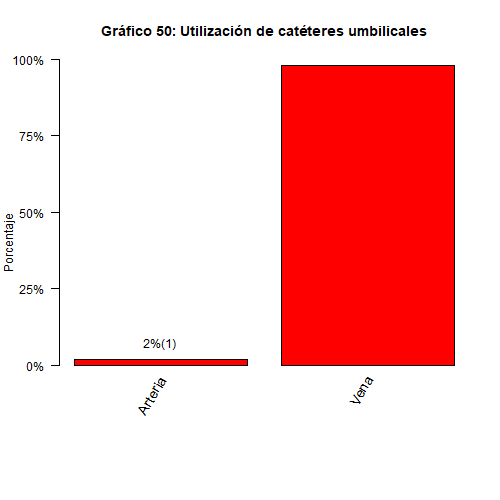 Gráfico 50: Utilización de catéteres umbilicales
100%
75%
50%
25%
0%
Porcentaje
2%(1)
Arteria
Vena